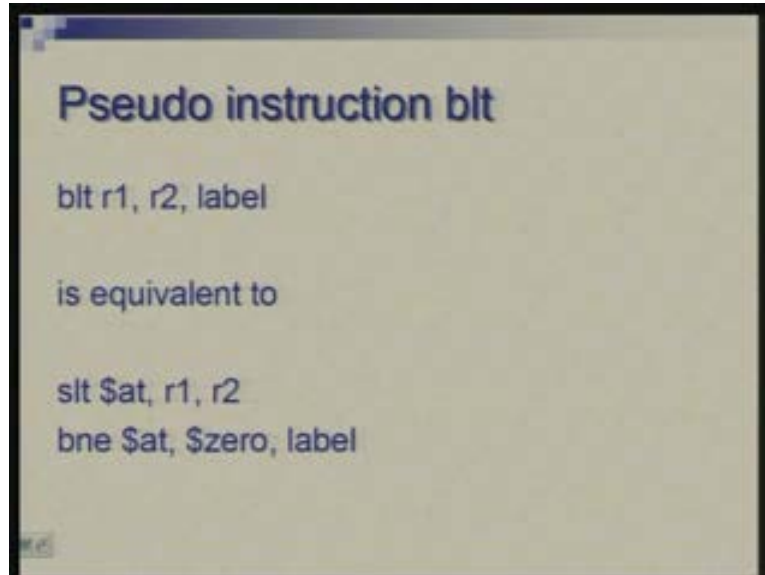 Pseudo instruction blt
blt r1, r2, label
is equivalent to
slt $at, r1, r2
bne $at, $zero, label